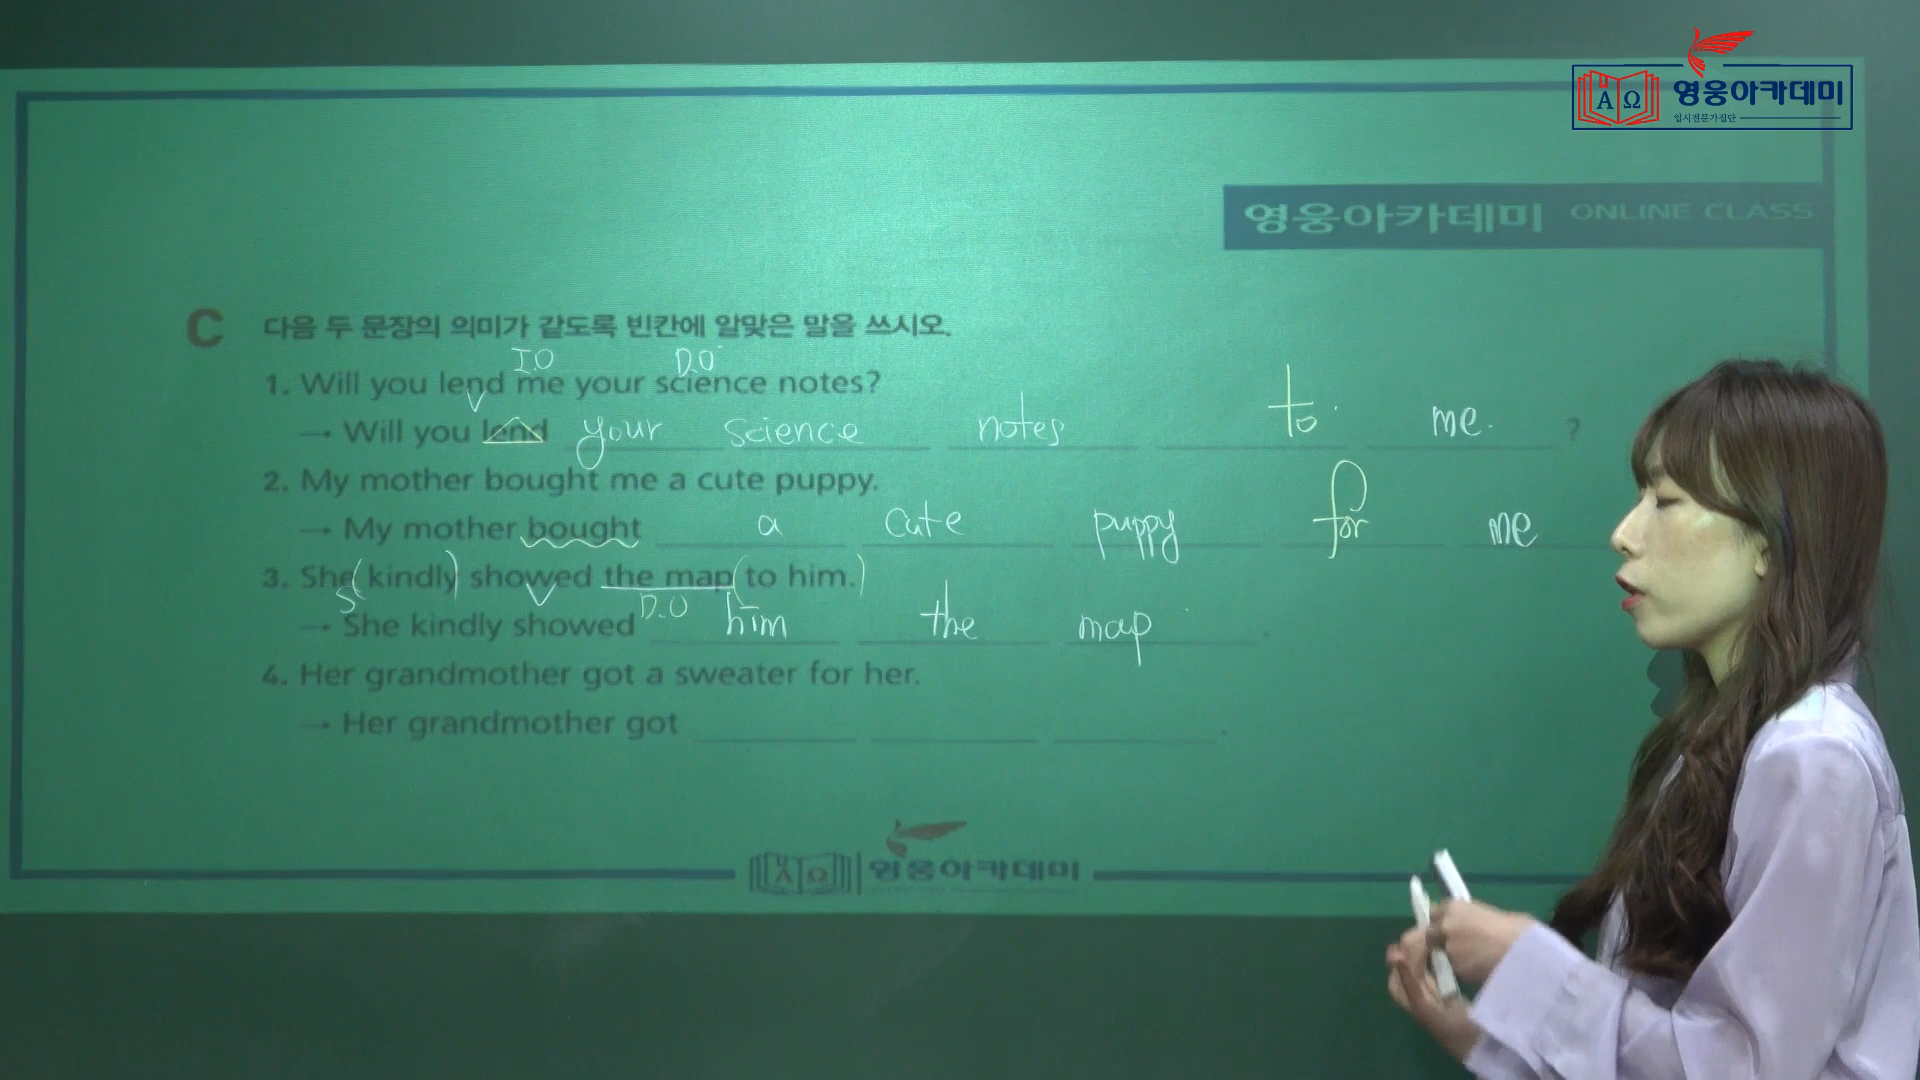 영웅아카데미
입시전문가집단
영웅아카데미 ONLINE CLASS
C 다음 두 문장의 의미가 같도록 빈칸에 알맞은 말을 쓰시오.
I.O D.O
1. Will you lend me your science notes?
V
→ Will you lend your science notes to me. ?
2. My mother bought me a cute puppy.
→ My mother bought a cute puppy for me
3. She (kindly) showed the map (to him.)
S V D.O
→ She kindly showed him the map .
4. Her grandmother got a sweater for her.
→ Her grandmother got .
영웅아카데미